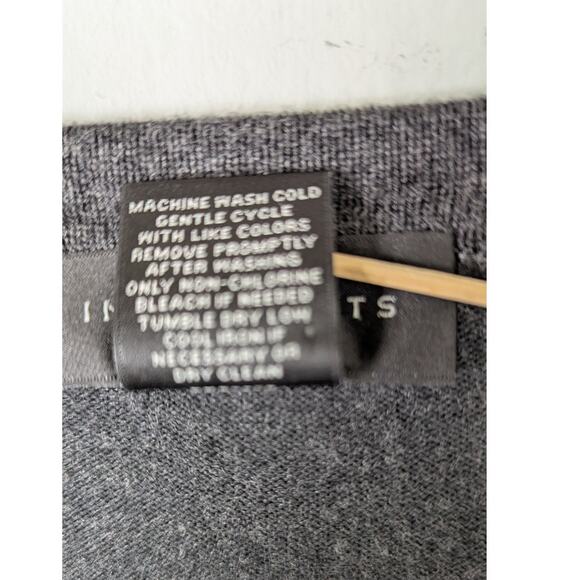 MACHINE WASH COLD
GENTLE CYCLE
WITH LIKE COLORS
REMOVE PROMPTLY
AFTER WASHING
ONLY NON-CHLORINE
BLEACH IF NEEDED
TUMBLE DRY LOW
COOL IRON IF
NECESSARY OR
DRY CLEAN